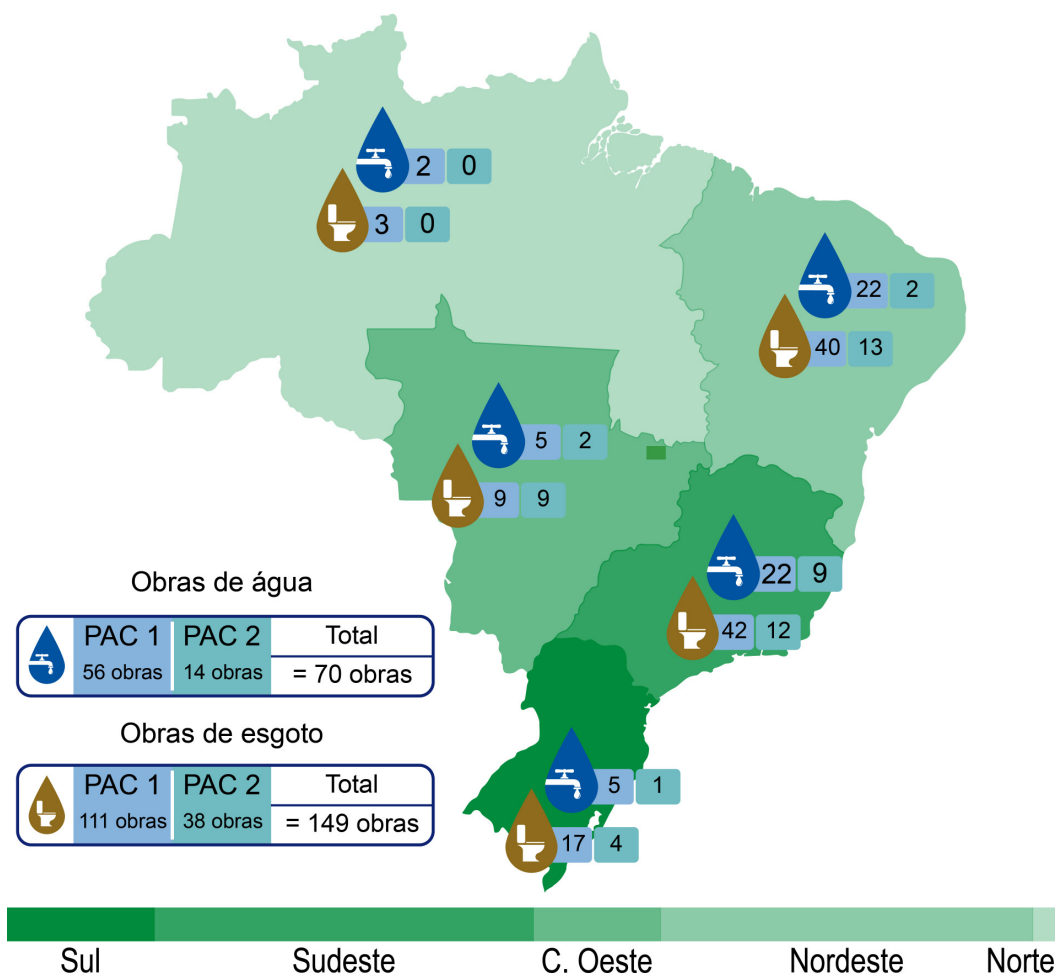 2 0
3 0
22 2
40 13
5 2
9 9
22 9
42 12
Obras de água
PAC 1 PAC 2 Total
56 obras 14 obras = 70 obras
Obras de esgoto
PAC 1 PAC 2 Total
111 obras 38 obras = 149 obras
5 1
17 4
Sul Sudeste C. Oeste Nordeste Norte